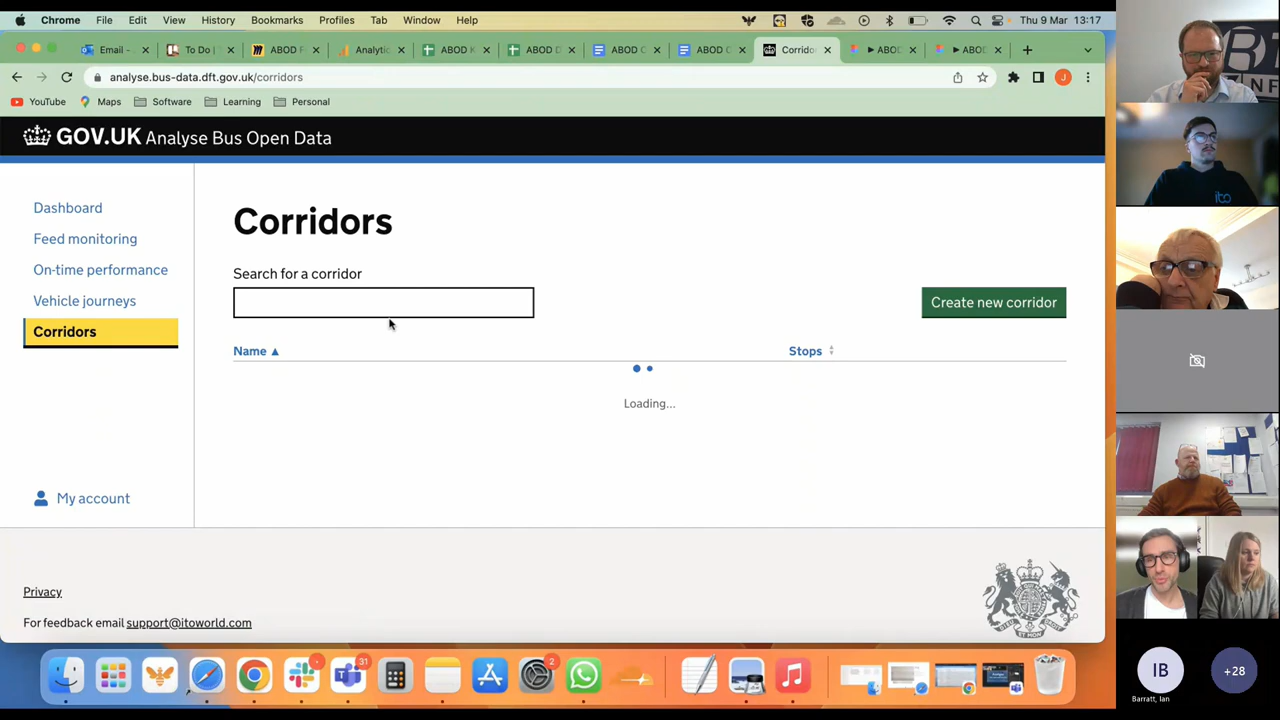 Chrome File Edit View History Bookmarks Profiles Tab Window Help Thu 9 Mar 13:17
Email - To Do | ABOD F Analytic ABOD K ABOD D ABOD C ABOD C Corrido ABOD ABOD
analyse.bus-data.dft.gov.uk/corridors J
YouTube Maps Software Learning Personal
GOV.UK Analyse Bus Open Data
Dashboard
Feed monitoring
On-time performance
Vehicle journeys
Corridors
My account
Corridors
Search for a corridor
Create new corridor
Name ▲ Stops
Loading...
Privacy
For feedback email support@itoworld.com
31
2
ito
IB
Barratt, Ian
+28